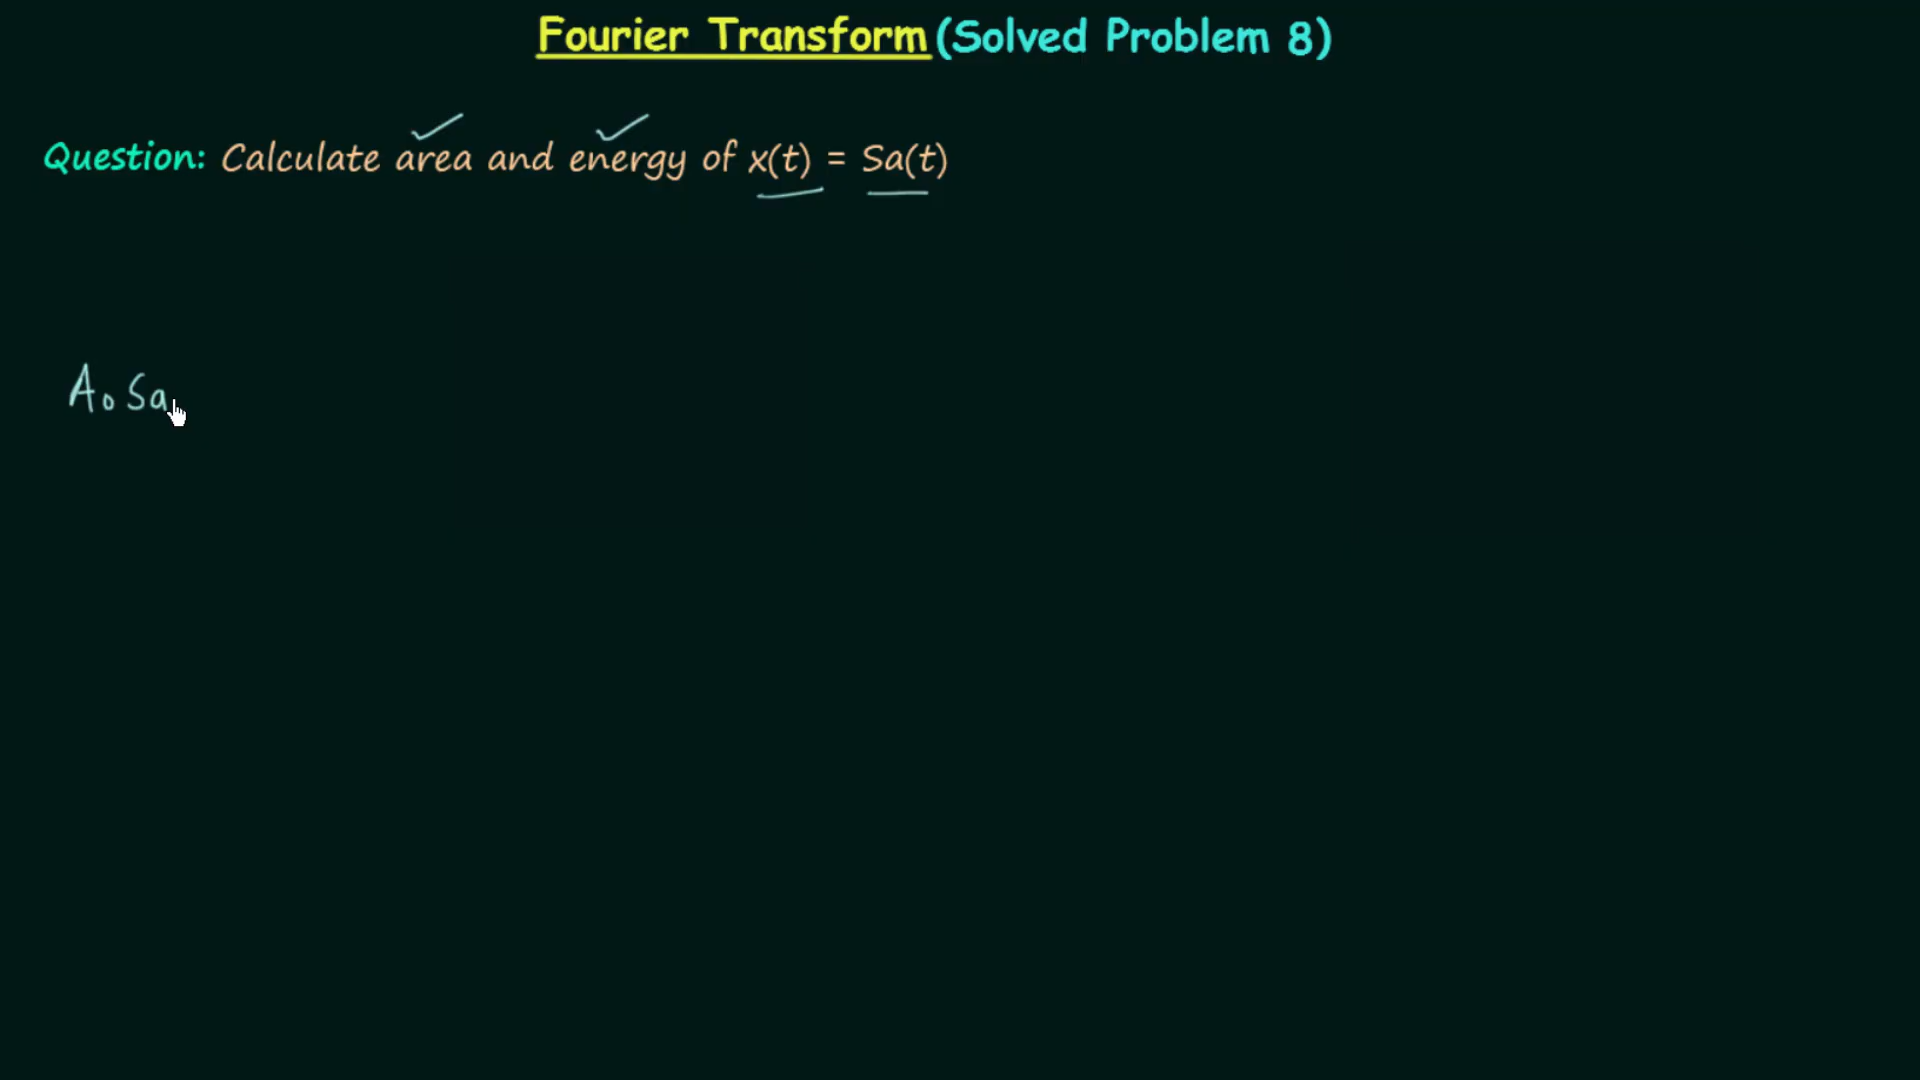 Fourier Transform (Solved Problem 8)
Question: Calculate area and energy of x(t) = Sa(t)
A₀ Sa